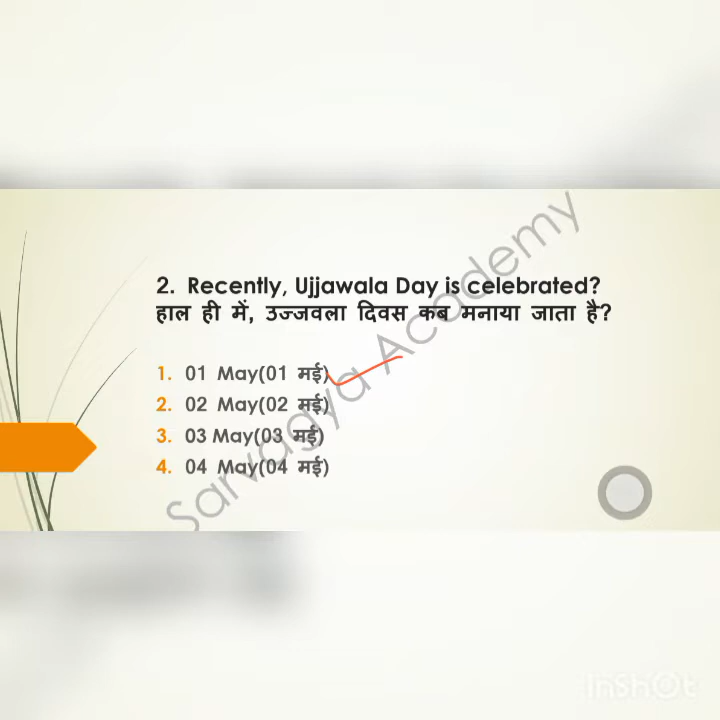 2. Recently, Ujjawala Day is celebrated?
हाल ही में, उज्जवला दिवस कब मनाया जाता है?
1. 01 May(01 मई)
2. 02 May(02 मई)
3. 03 May(03 मई)
4. 04 May(04 मई)
Sarvagya Academy
InShOt